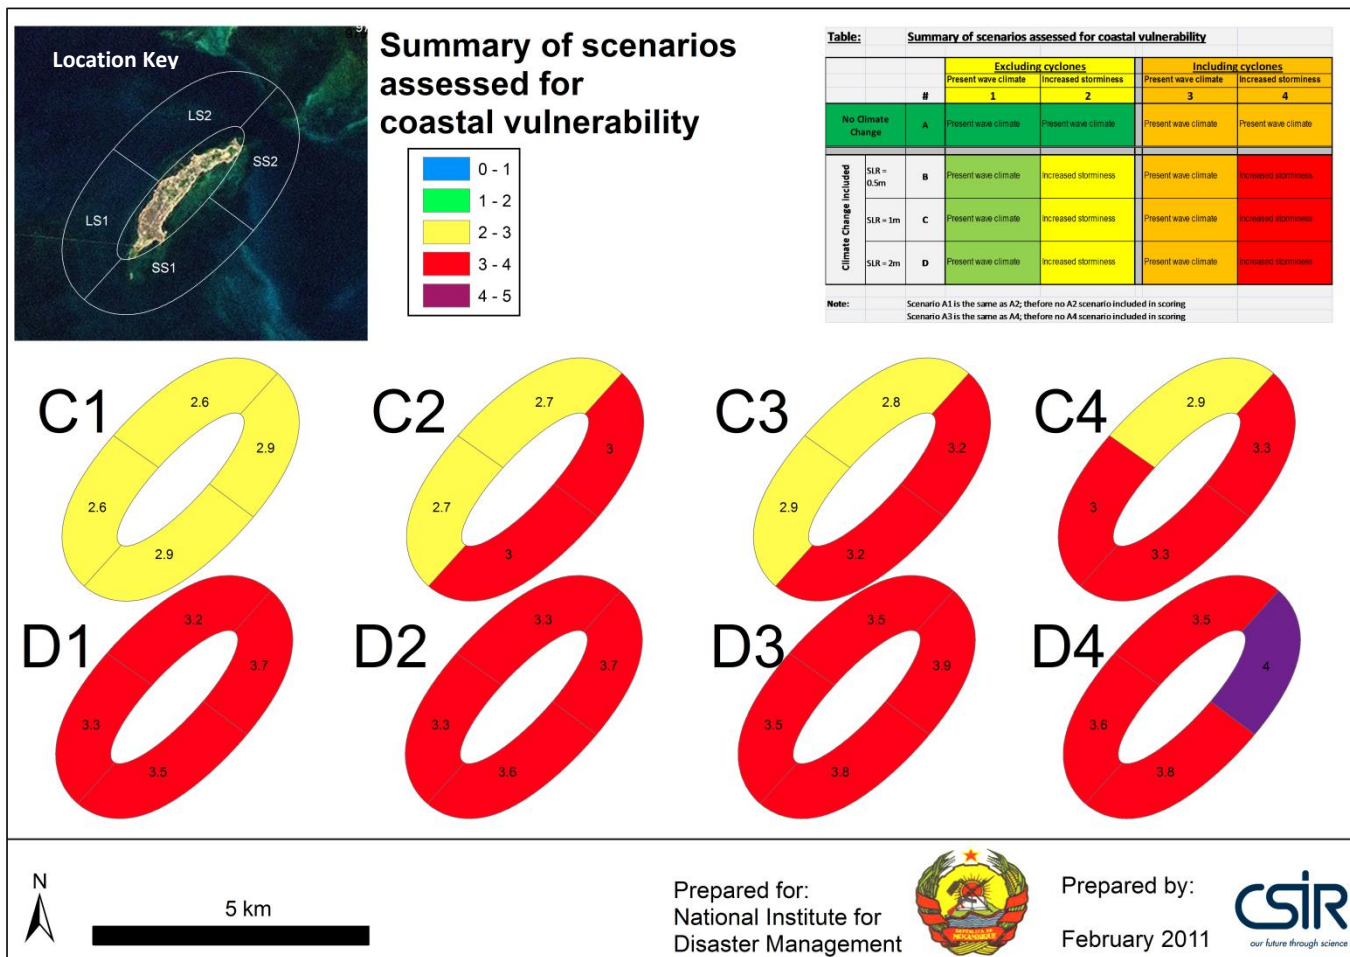 Location Key
LS2
SS2
LS1
SS1
Summary of scenarios
assessed for
coastal vulnerability
0 - 1
1 - 2
2 - 3
3 - 4
4 - 5
Table: Summary of scenarios assessed for coastal vulnerability
Excluding cyclones Including cyclones
Present wave climate Increased storminess Present wave climate Increased storminess
# 1 2 3 4
No Climate Change A Present wave climate Present wave climate Present wave climate Present wave climate
Climate Change Included
SLR = 0.5m B Present wave climate Increased storminess Present wave climate Increased storminess
SLR = 1m C Present wave climate Increased storminess Present wave climate Increased storminess
SLR = 2m D Present wave climate Increased storminess Present wave climate Increased storminess
Note: Scenario A1 is the same as A2; thefore no A2 scenario included in scoring
Scenario A3 is the same as A4; thefore no A4 scenario included in scoring
C1 2.6 2.9 2.6 2.9
C2 2.7 3 2.7 3
C3 2.8 3.2 2.9 3.2
C4 2.9 3.3 3 3.3
D1 3.2 3.7 3.3 3.5
D2 3.3 3.7 3.3 3.6
D3 3.5 3.9 3.5 3.8
D4 3.5 4 3.6 3.8
N
5 km
Prepared for:
National Institute for
Disaster Management
REPÚBLICA DE
MOÇAMBIQUE
Prepared by:
February 2011
CSIR
our future through science